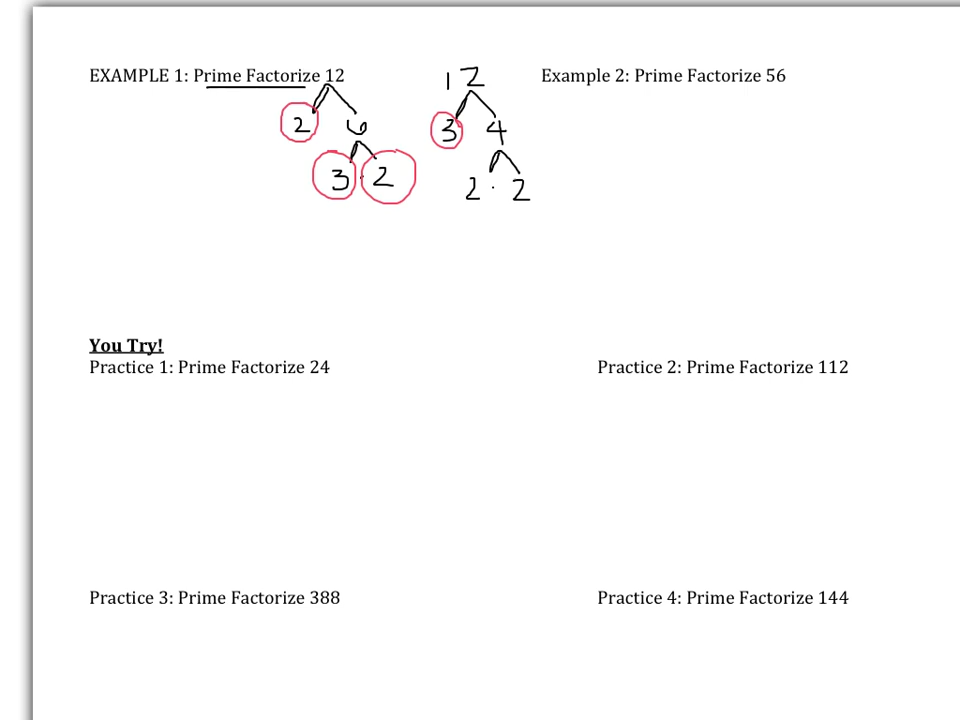 EXAMPLE 1: Prime Factorize 12
12
Example 2: Prime Factorize 56
2 6
3 4
3 · 2
2 · 2
You Try!
Practice 1: Prime Factorize 24
Practice 2: Prime Factorize 112
Practice 3: Prime Factorize 388
Practice 4: Prime Factorize 144